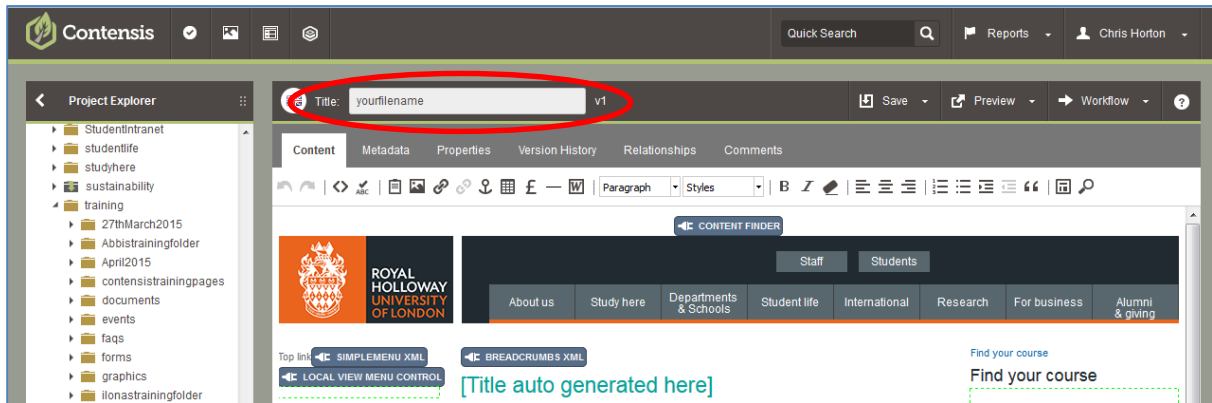 Contensis
Quick Search
Reports
Chris Horton
Project Explorer
Title:
yourfilename
v1
Save
Preview
Workflow
?
StudentIntranet
studentlife
studyhere
sustainability
training
27thMarch2015
Abbistrainingfolder
April2015
contensistrainingpages
documents
events
faqs
forms
graphics
ilonastrainingfolder
Content
Metadata
Properties
Version History
Relationships
Comments
ABC
£
W
Paragraph
Styles
B
I
CONTENT FINDER
ROYAL
HOLLOWAY
UNIVERSITY
OF LONDON
Staff
Students
About us
Study here
Departments
& Schools
Student life
International
Research
For business
Alumni
& giving
Top link
SIMPLEMENU XML
LOCAL VIEW MENU CONTROL
BREADCRUMBS XML
[Title auto generated here]
Find your course
Find your course